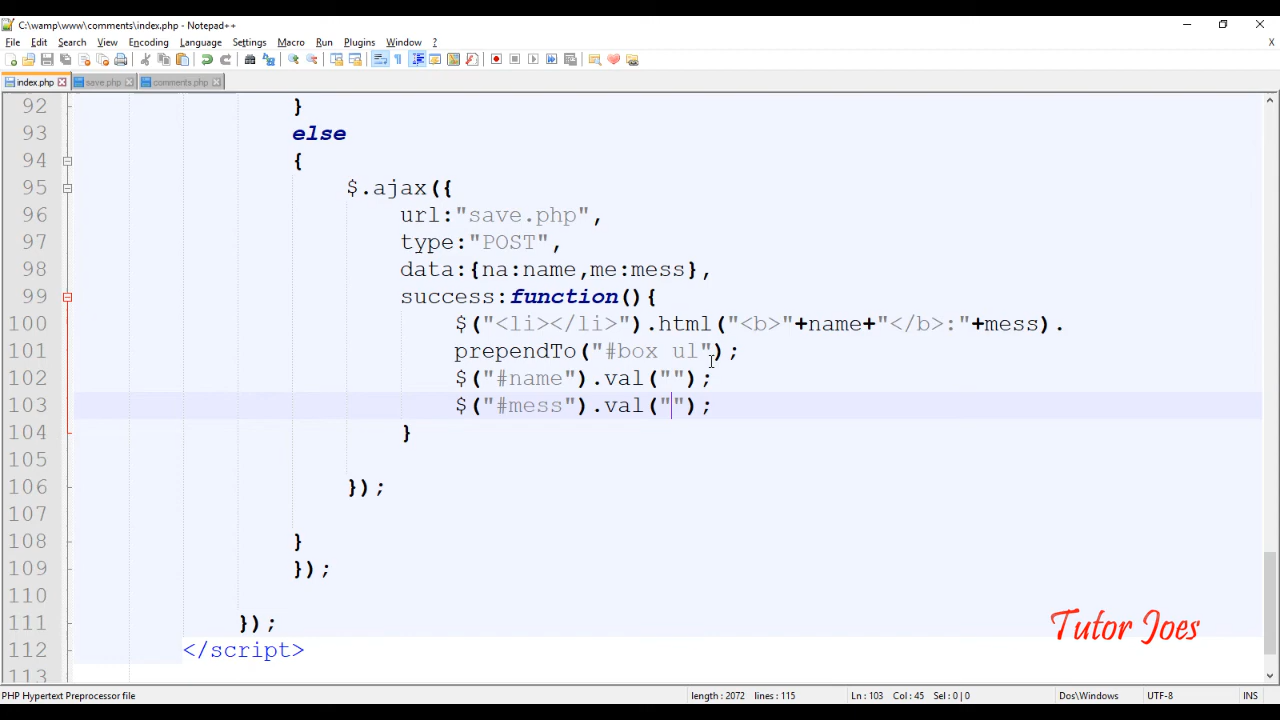 C:\wamp\www\comments\index.php - Notepad++
File Edit Search View Encoding Language Settings Macro Run Plugins Window ?
X
index.php save.php comments.php
92 }
93 else
94 {
95 $.ajax({
96 url:"save.php",
97 type:"POST",
98 data:{na:name,me:mess},
99 success:function(){
100 $("<li></li>").html("<b>"+name+"</b>:"+mess).
101 prependTo("#box ul");
102 $("#name").val("");
103 $("#mess").val("");
104 }
105
106 });
107
108 }
109 });
110
111 });
112 </script>
113
Tutor Joes
PHP Hypertext Preprocessor file length : 2072 lines : 115 Ln : 103 Col : 45 Sel : 0 | 0 Dos\Windows UTF-8 INS